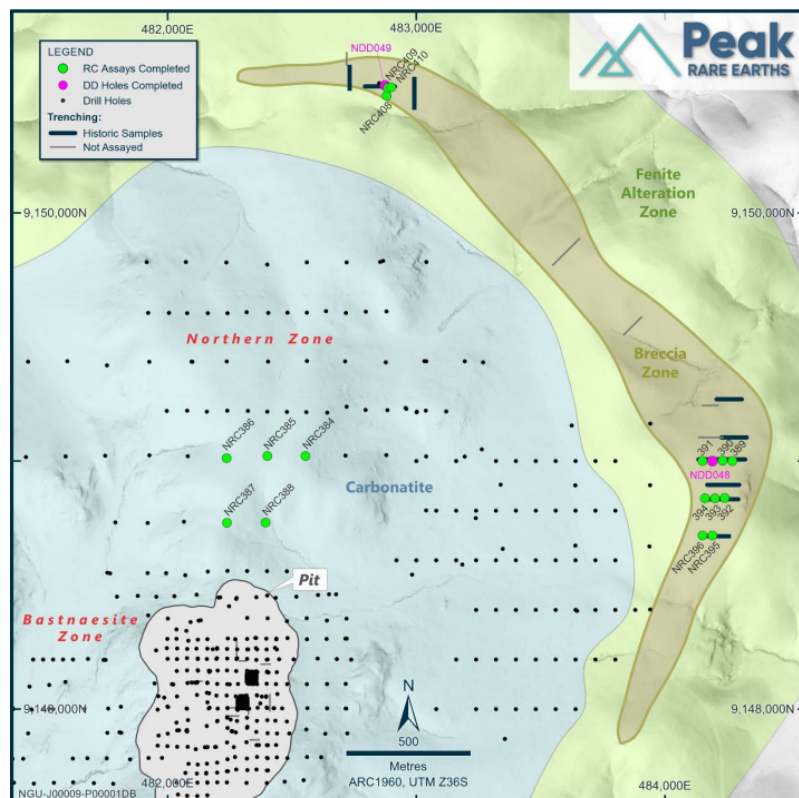 482,000E
483,000E
Peak
RARE EARTHS
LEGEND
RC Assays Completed
DD Holes Completed
Drill Holes
Trenching:
Historic Samples
Not Assayed
NDD049
NRC409
NRC410
NRC408
Fenite
Alteration
Zone
9,150,000N
9,150,000N
Northern Zone
Breccia
Zone
NRC386
NRC385
NRC384
391
390
389
NDD048
Carbonatite
NRC387
NRC388
394
393
392
NRC396
NRC395
Pit
Bastnaesite
Zone
9,148,000N
9,148,000N
N
500
Metres
ARC1960, UTM Z36S
482,000E
484,000E
NGU-J00009-P00001DB